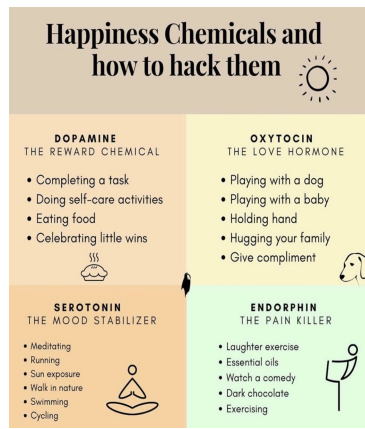 Happiness Chemicals and
how to hack them
DOPAMINE
THE REWARD CHEMICAL
• Completing a task
• Doing self-care activities
• Eating food
• Celebrating little wins
OXYTOCIN
THE LOVE HORMONE
• Playing with a dog
• Playing with a baby
• Holding hand
• Hugging your family
• Give compliment
SEROTONIN
THE MOOD STABILIZER
• Meditating
• Running
• Sun exposure
• Walk in nature
• Swimming
• Cycling
ENDORPHIN
THE PAIN KILLER
• Laughter exercise
• Essential oils
• Watch a comedy
• Dark chocolate
• Exercising